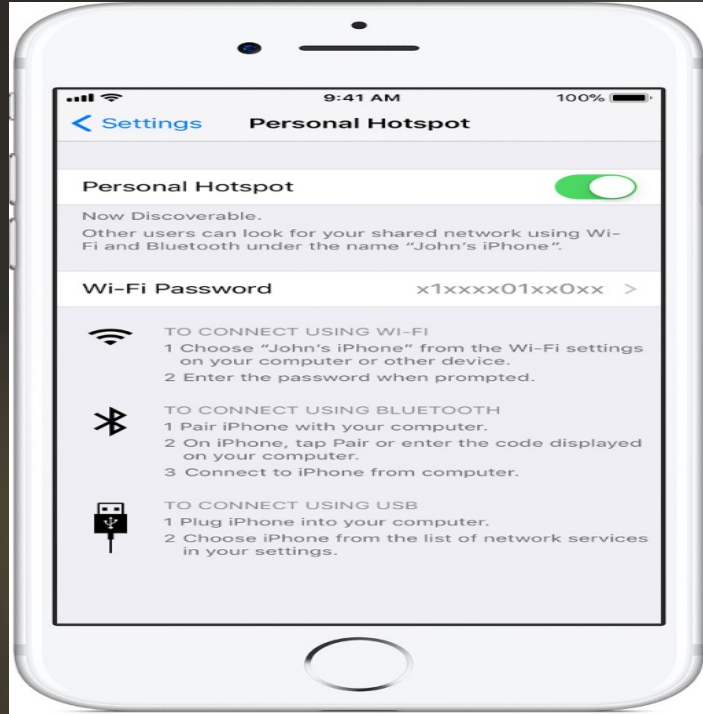 9:41 AM 100%
Settings Personal Hotspot
Personal Hotspot
Now Discoverable.
Other users can look for your shared network using Wi-
Fi and Bluetooth under the name “John's iPhone”.
Wi-Fi Password x1xxxx01xx0xx >
TO CONNECT USING WI-FI
1 Choose “John's iPhone” from the Wi-Fi settings
on your computer or other device.
2 Enter the password when prompted.
TO CONNECT USING BLUETOOTH
1 Pair iPhone with your computer.
2 On iPhone, tap Pair or enter the code displayed
on your computer.
3 Connect to iPhone from computer.
TO CONNECT USING USB
1 Plug iPhone into your computer.
2 Choose iPhone from the list of network services
in your settings.